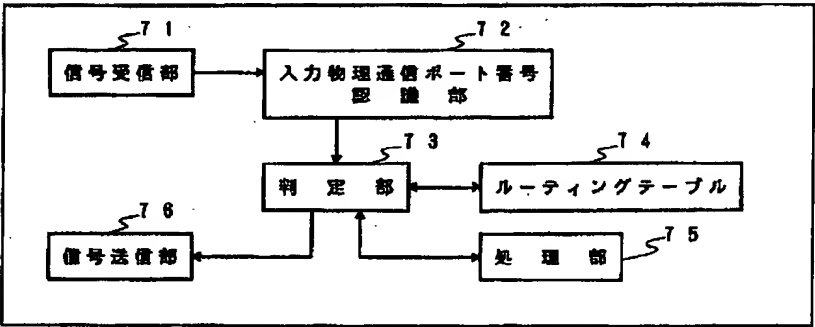 ７１
７２
信号受信部
入力物理通信ポート番号
認識部
７３
７４
判定部
ルーティングテーブル
７６
７５
信号送信部
処理部